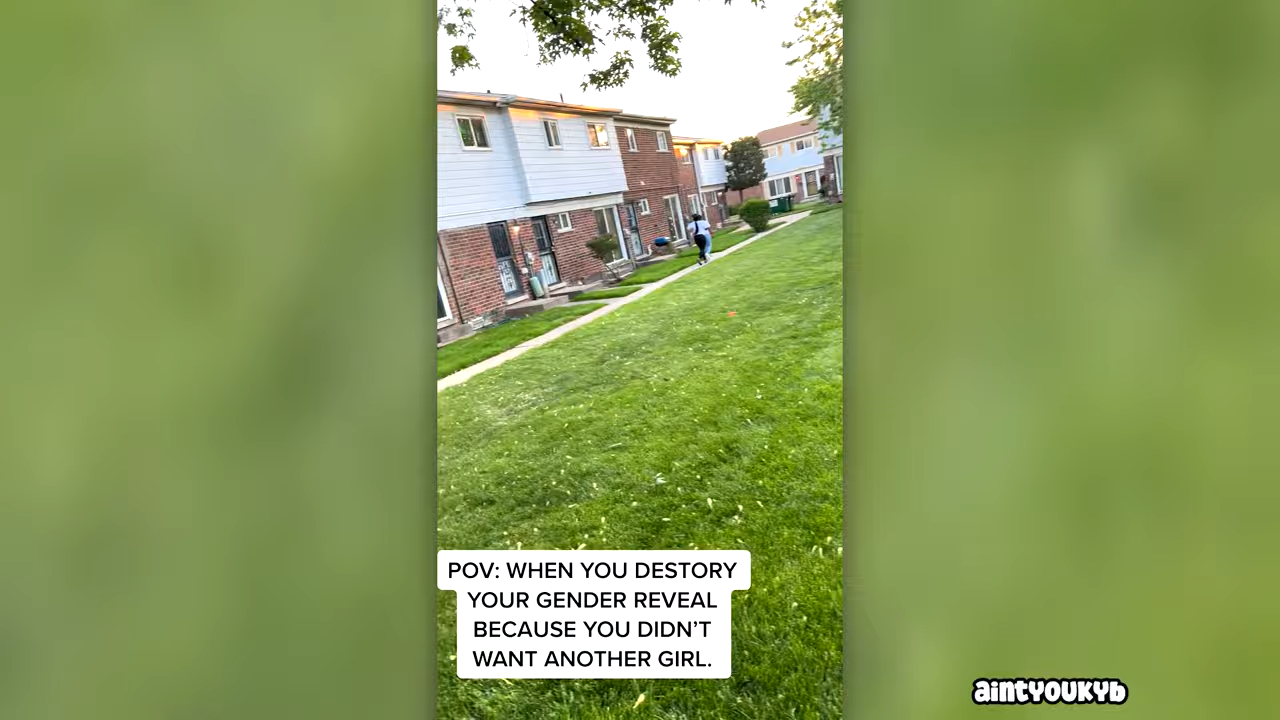 POV: WHEN YOU DESTORY
YOUR GENDER REVEAL
BECAUSE YOU DIDN'T
WANT ANOTHER GIRL.
aintyoukyb